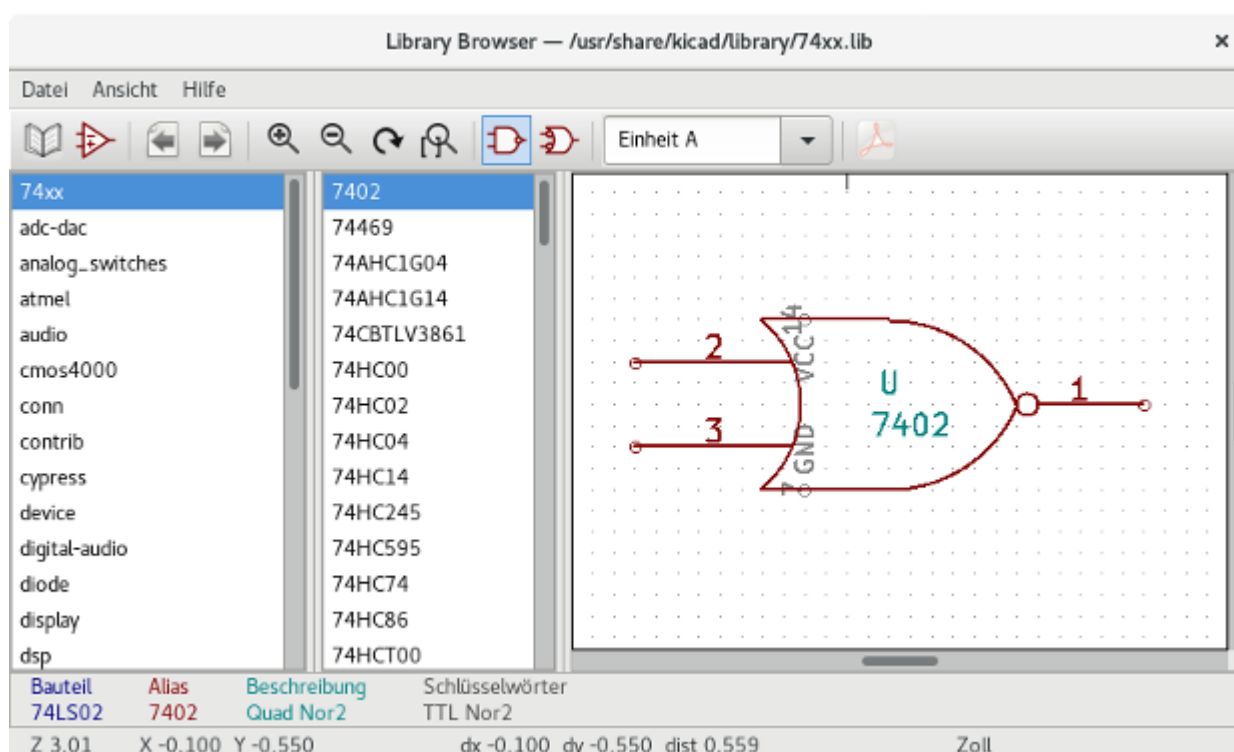 Library Browser — /usr/share/kicad/library/74xx.lib
Datei Ansicht Hilfe
Einheit A
74xx
adc-dac
analog_switches
atmel
audio
cmos4000
conn
contrib
cypress
device
digital-audio
diode
display
dsp
7402
74469
74AHC1G04
74AHC1G14
74CBTLV3861
74HC00
74HC02
74HC04
74HC14
74HC245
74HC595
74HC74
74HC86
74HCT00
14
VCC
2
3
GND
7
U
7402
1
Bauteil Alias Beschreibung Schlüsselwörter
74LS02 7402 Quad Nor2 TTL Nor2
Z 3.01 X -0.100 Y -0.550 dx -0.100 dy -0.550 dist 0.559 Zoll